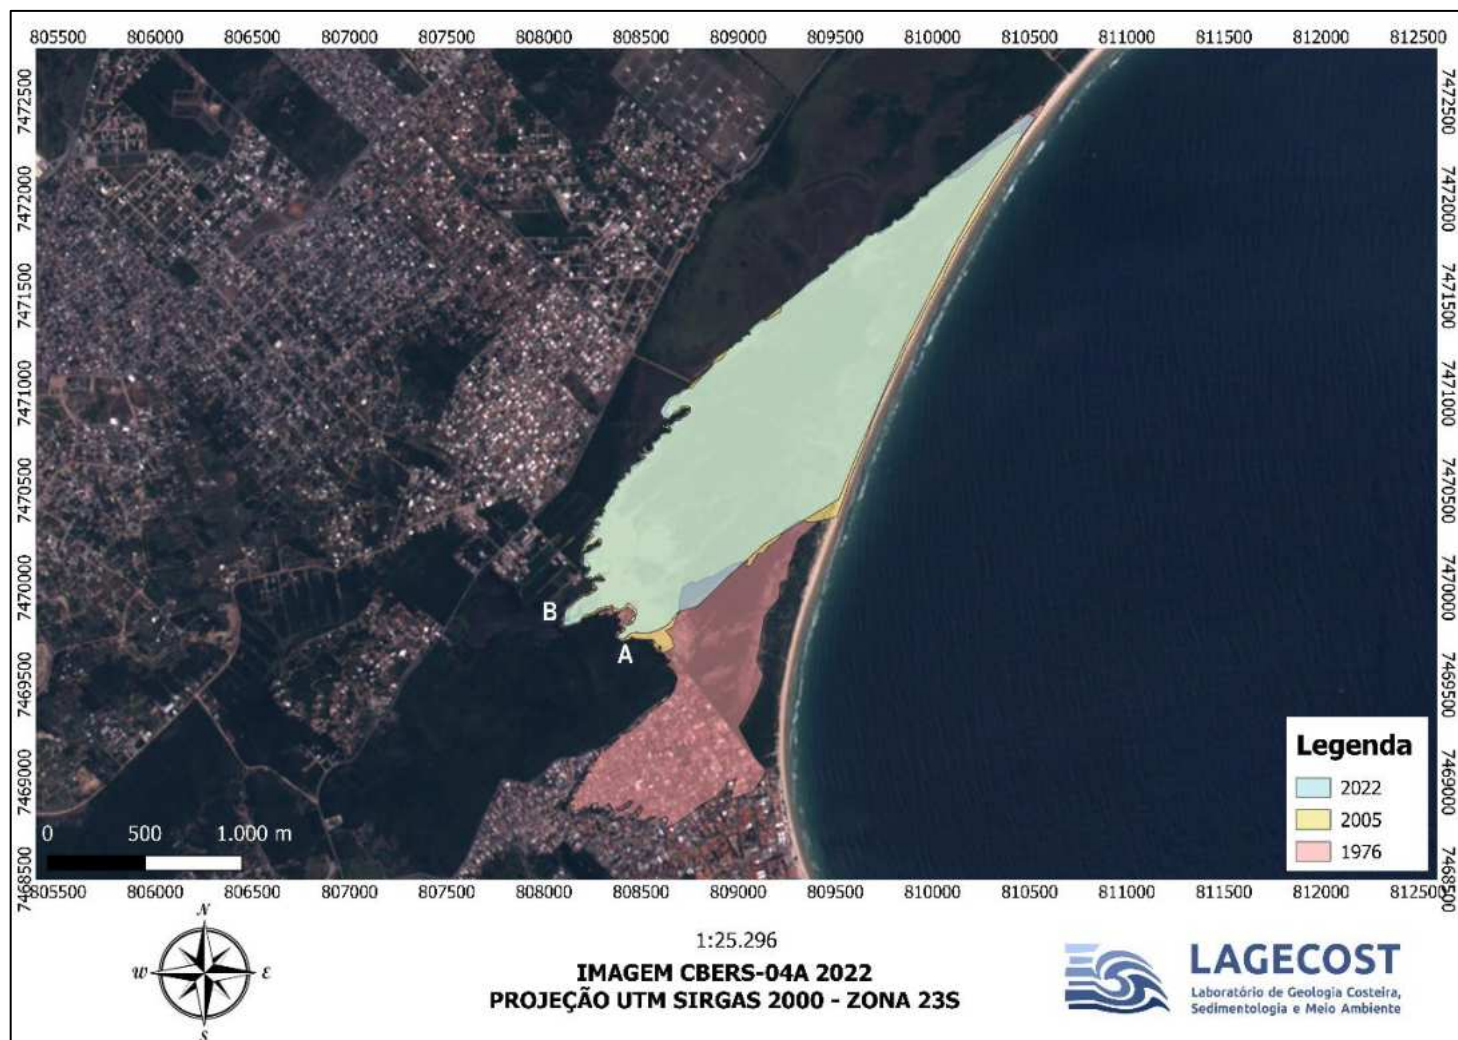 805500 806000 806500 807000 807500 808000 808500 809000 809500 810000 810500 811000 811500 812000 812500
7472500 7472500
7472000 7472000
7471500 7471500
7471000 7471000
7470500 7470500
7470000 7470000
7469500 7469500
7469000 7469000
7468500 7468500
B
A
Legenda
2022
2005
1976
0 500 1.000 m
805500 806000 806500 807000 807500 808000 808500 809000 809500 810000 810500 811000 811500 812000 812500
N
W E
S
1:25.296
IMAGEM CBERS-04A 2022
PROJEÇÃO UTM SIRGAS 2000 - ZONA 23S
LAGECOST
Laboratório de Geologia Costeira,
Sedimentologia e Meio Ambiente